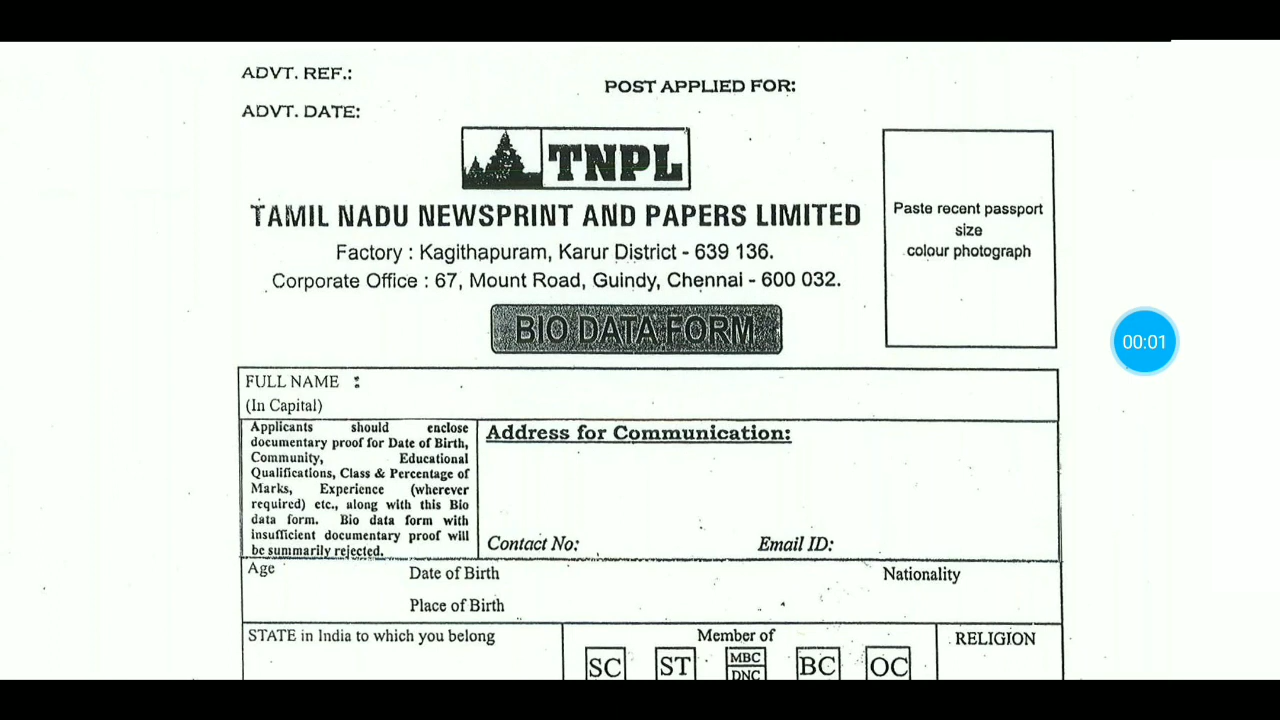 ADVT. REF.:
POST APPLIED FOR:
ADVT. DATE:
TNPL
TAMIL NADU NEWSPRINT AND PAPERS LIMITED
Factory : Kagithapuram, Karur District - 639 136.
Corporate Office : 67, Mount Road, Guindy, Chennai - 600 032.
Paste recent passport
size
colour photograph
BIO DATA FORM
00:01
FULL NAME :
(In Capital)
Applicants should enclose
documentary proof for Date of Birth,
Community, Educational
Qualifications, Class & Percentage of
Marks, Experience (wherever
required) etc., along with this Bio
data form. Bio data form with
insufficient documentary proof will
be summarily rejected.
Address for Communication:
Contact No: Email ID:
Age Date of Birth Nationality
Place of Birth
STATE in India to which you belong
Member of
RELIGION
SC ST MBC BC OC
DNC